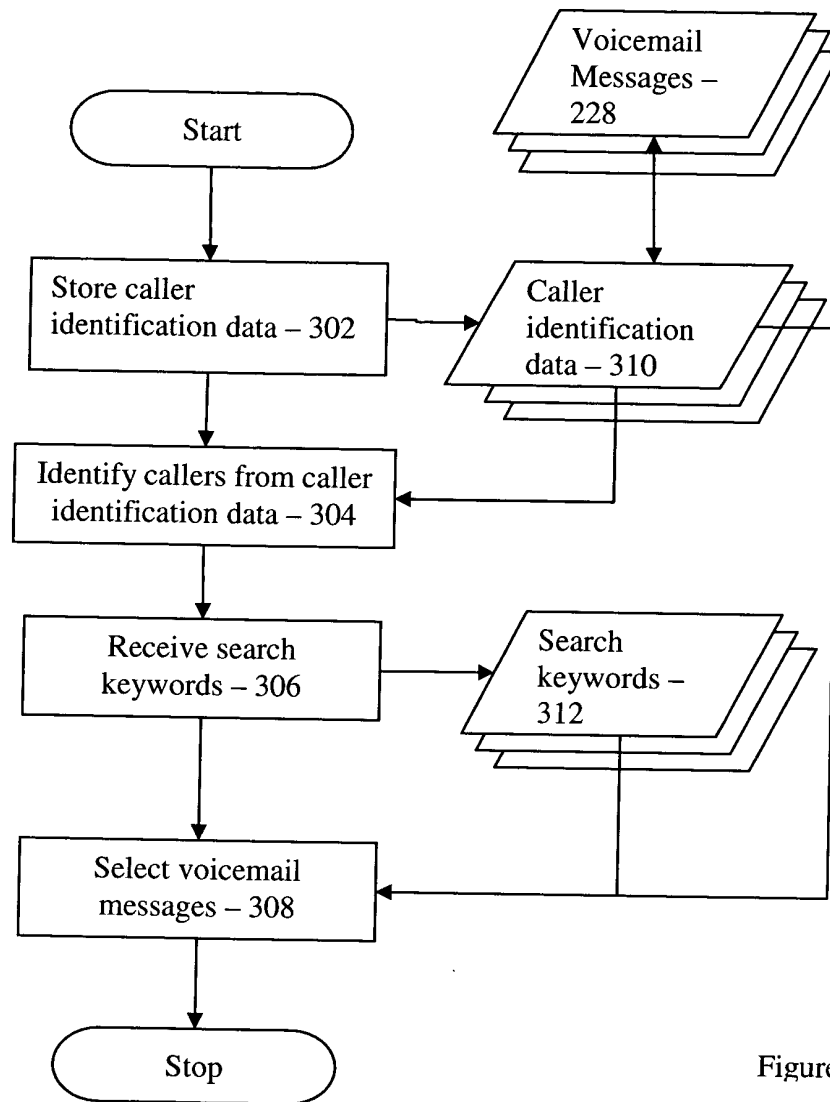 Voicemail
Messages –
228
Start
Store caller
identification data – 302
Caller
identification
data – 310
Identify callers from caller
identification data – 304
Receive search
keywords – 306
Search
keywords –
312
Select voicemail
messages – 308
Stop
Figure